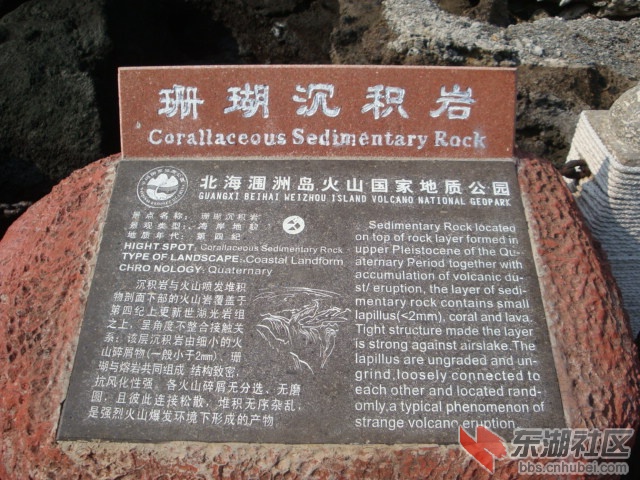 珊瑚沉积岩
Corallaceous Sedimentary Rock
北海涠洲岛火山国家地质公园
GUANGXI BEIHAI WEIZHOU ISLAND VOLCANO NATIONAL GEOPARK
景点名称：珊瑚沉积岩
景观类型：海岸地貌
地质年代：第四纪
HIGHT SPOT: Corallaceous Sedimentary Rock
TYPE OF LANDSCAPE: Coastal Landform
CHRO NOLOGY: Quaternary
沉积岩与火山喷发堆积
物剖面下部的火山岩覆盖于
第四纪上更新世湖光岩组
之上，呈角度不整合接触关
系；该层沉积岩由细小的火
山碎屑物(一般小于2mm)、珊
瑚与熔岩共同组成 结构致密，
抗风化性强。各火山碎屑无分选、无磨
圆，且彼此连接松散，堆积无序杂乱，
是强烈火山爆发环境下形成的产物
Sedimentary Rock located
on top of rock layer formed in
upper Pleistocene of the Qu-
aternary Period together with
accumulation of volcanic du-
st/ eruption, the layer of sedi-
mentary rock contains small
lapillus(<2mm), coral and lava.
Tight structure made the layer
is strong against airslake.The
lapillus are ungraded and un-
grind,loosely connected to
each other and located rand-
omly,a typical phenomenon of
strange volcano eruption.
东湖社区
bbs.cnhubei.com